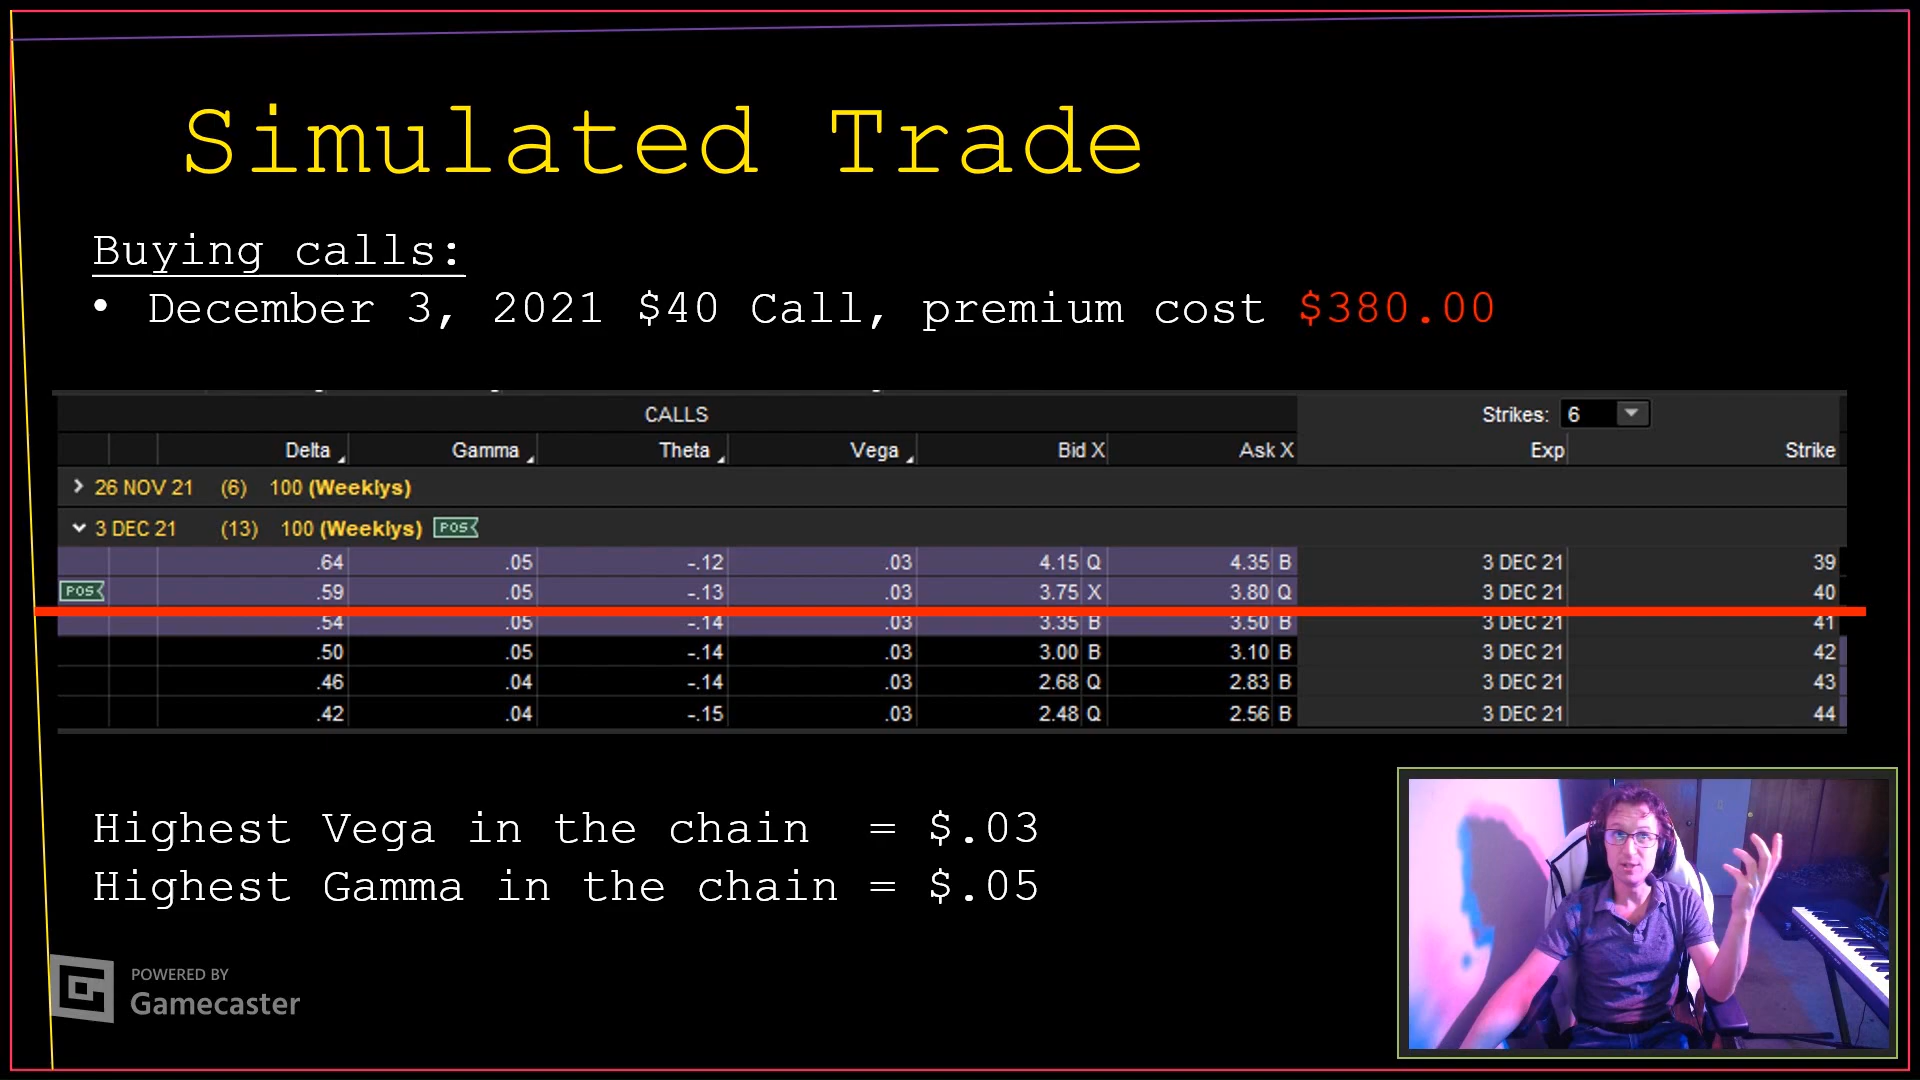 Simulated Trade
Buying calls:
• December 3, 2021 $40 Call, premium cost $380.00
CALLS Strikes: 6
Delta Gamma Theta Vega Bid X Ask X Exp Strike
26 NOV 21 (6) 100 (Weeklys)
3 DEC 21 (13) 100 (Weeklys) POS
.64 .05 -.12 .03 4.15 Q 4.35 B 3 DEC 21 39
POS .59 .05 -.13 .03 3.75 X 3.80 Q 3 DEC 21 40
.54 .05 -.14 .03 3.35 B 3.50 B 3 DEC 21 41
.50 .05 -.14 .03 3.00 B 3.10 B 3 DEC 21 42
.46 .04 -.14 .03 2.68 Q 2.83 B 3 DEC 21 43
.42 .04 -.15 .03 2.48 Q 2.56 B 3 DEC 21 44
Highest Vega in the chain = $.03
Highest Gamma in the chain = $.05
POWERED BY
Gamecaster